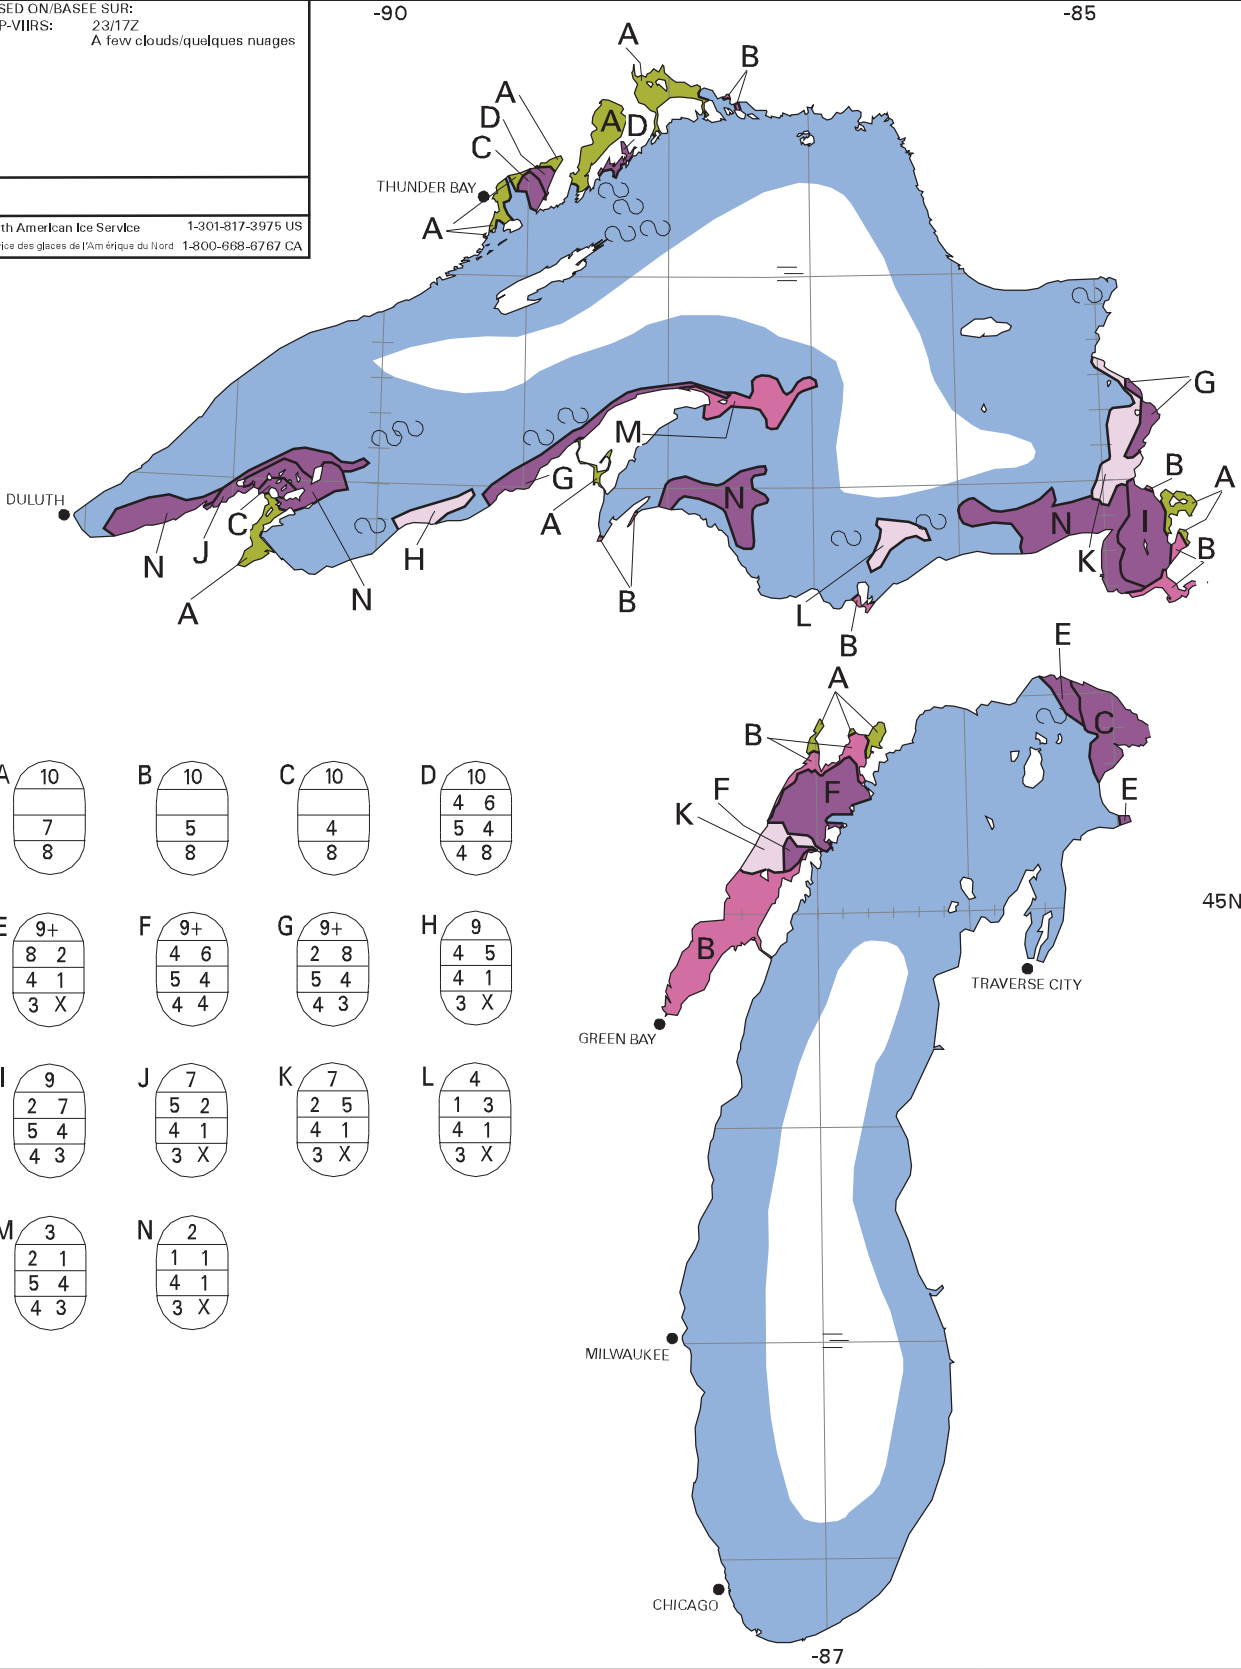 SED ON/BASEE SUR:
P-VIIRS: 23/17Z
A few clouds/quelques nuages
th American Ice Service 1-301-817-3975 US
ice des glaces de l'Amérique du Nord 1-800-668-6767 CA
-90
-85
A
B
A
D
C
A
D
THUNDER BAY
A
G
M
B
A
G
A
N
I
N
K
B
DULUTH
C
J
N
A
N
H
B
L
B
E
A
B
C
F
F
K
E
B
45N
TRAVERSE CITY
GREEN BAY
MILWAUKEE
CHICAGO
-87
A
10
7
8
B
10
5
8
C
10
4
8
D
10
4 6
5 4
4 8
E
9+
8 2
4 1
3 X
F
9+
4 6
5 4
4 4
G
9+
2 8
5 4
4 3
H
9
4 5
4 1
3 X
I
9
2 7
5 4
4 3
J
7
5 2
4 1
3 X
K
7
2 5
4 1
3 X
L
4
1 3
4 1
3 X
M
3
2 1
5 4
4 3
N
2
1 1
4 1
3 X